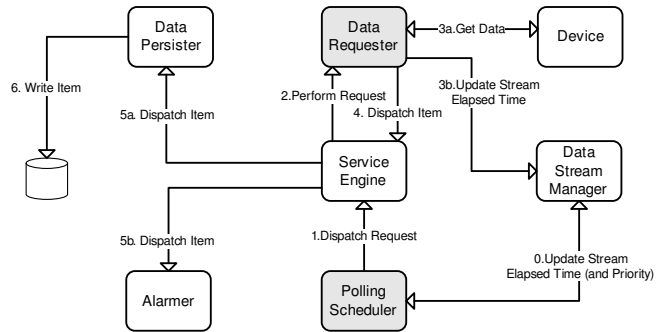 Data
Persister
Data
Requester
3a.Get Data
Device
6. Write Item
2.Perform Request
3b.Update Stream
Elapsed Time
5a. Dispatch Item
4. Dispatch Item
Service
Engine
Data
Stream
Manager
5b. Dispatch Item
1.Dispatch Request
0.Update Stream
Elapsed Time (and Priority)
Alarmer
Polling
Scheduler